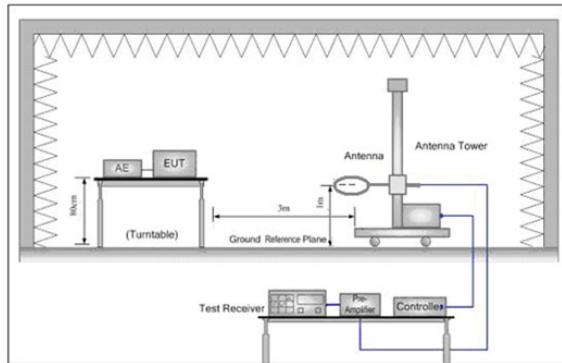 AE
EUT
80cm
(Turntable)
3m
Ground Reference Plane
1m
Antenna
Antenna Tower
Test Receiver
Pre-
Amplifier
Controller